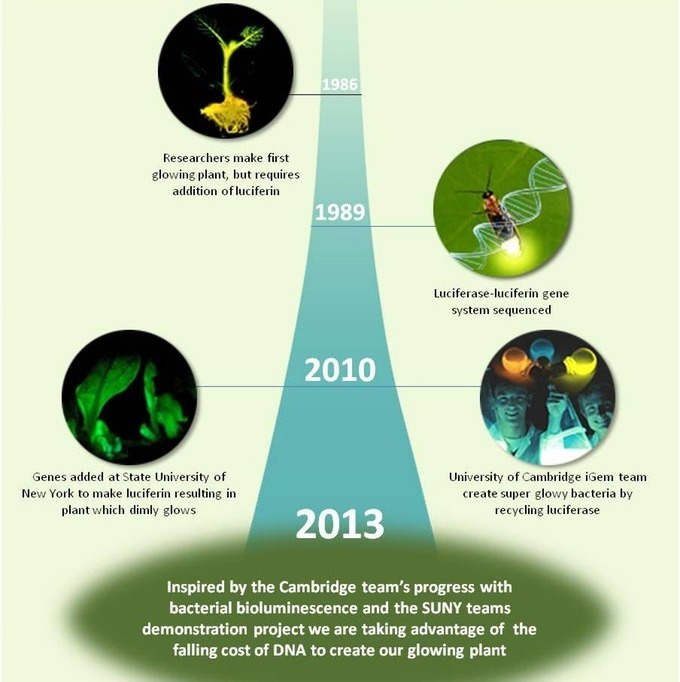 1986
Researchers make first
glowing plant, but requires
addition of luciferin
1989
Luciferase-luciferin gene
system sequenced
2010
Genes added at State University of
New York to make luciferin resulting in
plant which dimly glows
University of Cambridge iGem team
create super glowy bacteria by
recycling luciferase
2013
Inspired by the Cambridge team's progress with
bacterial bioluminescence and the SUNY teams
demonstration project we are taking advantage of the
falling cost of DNA to create our glowing plant